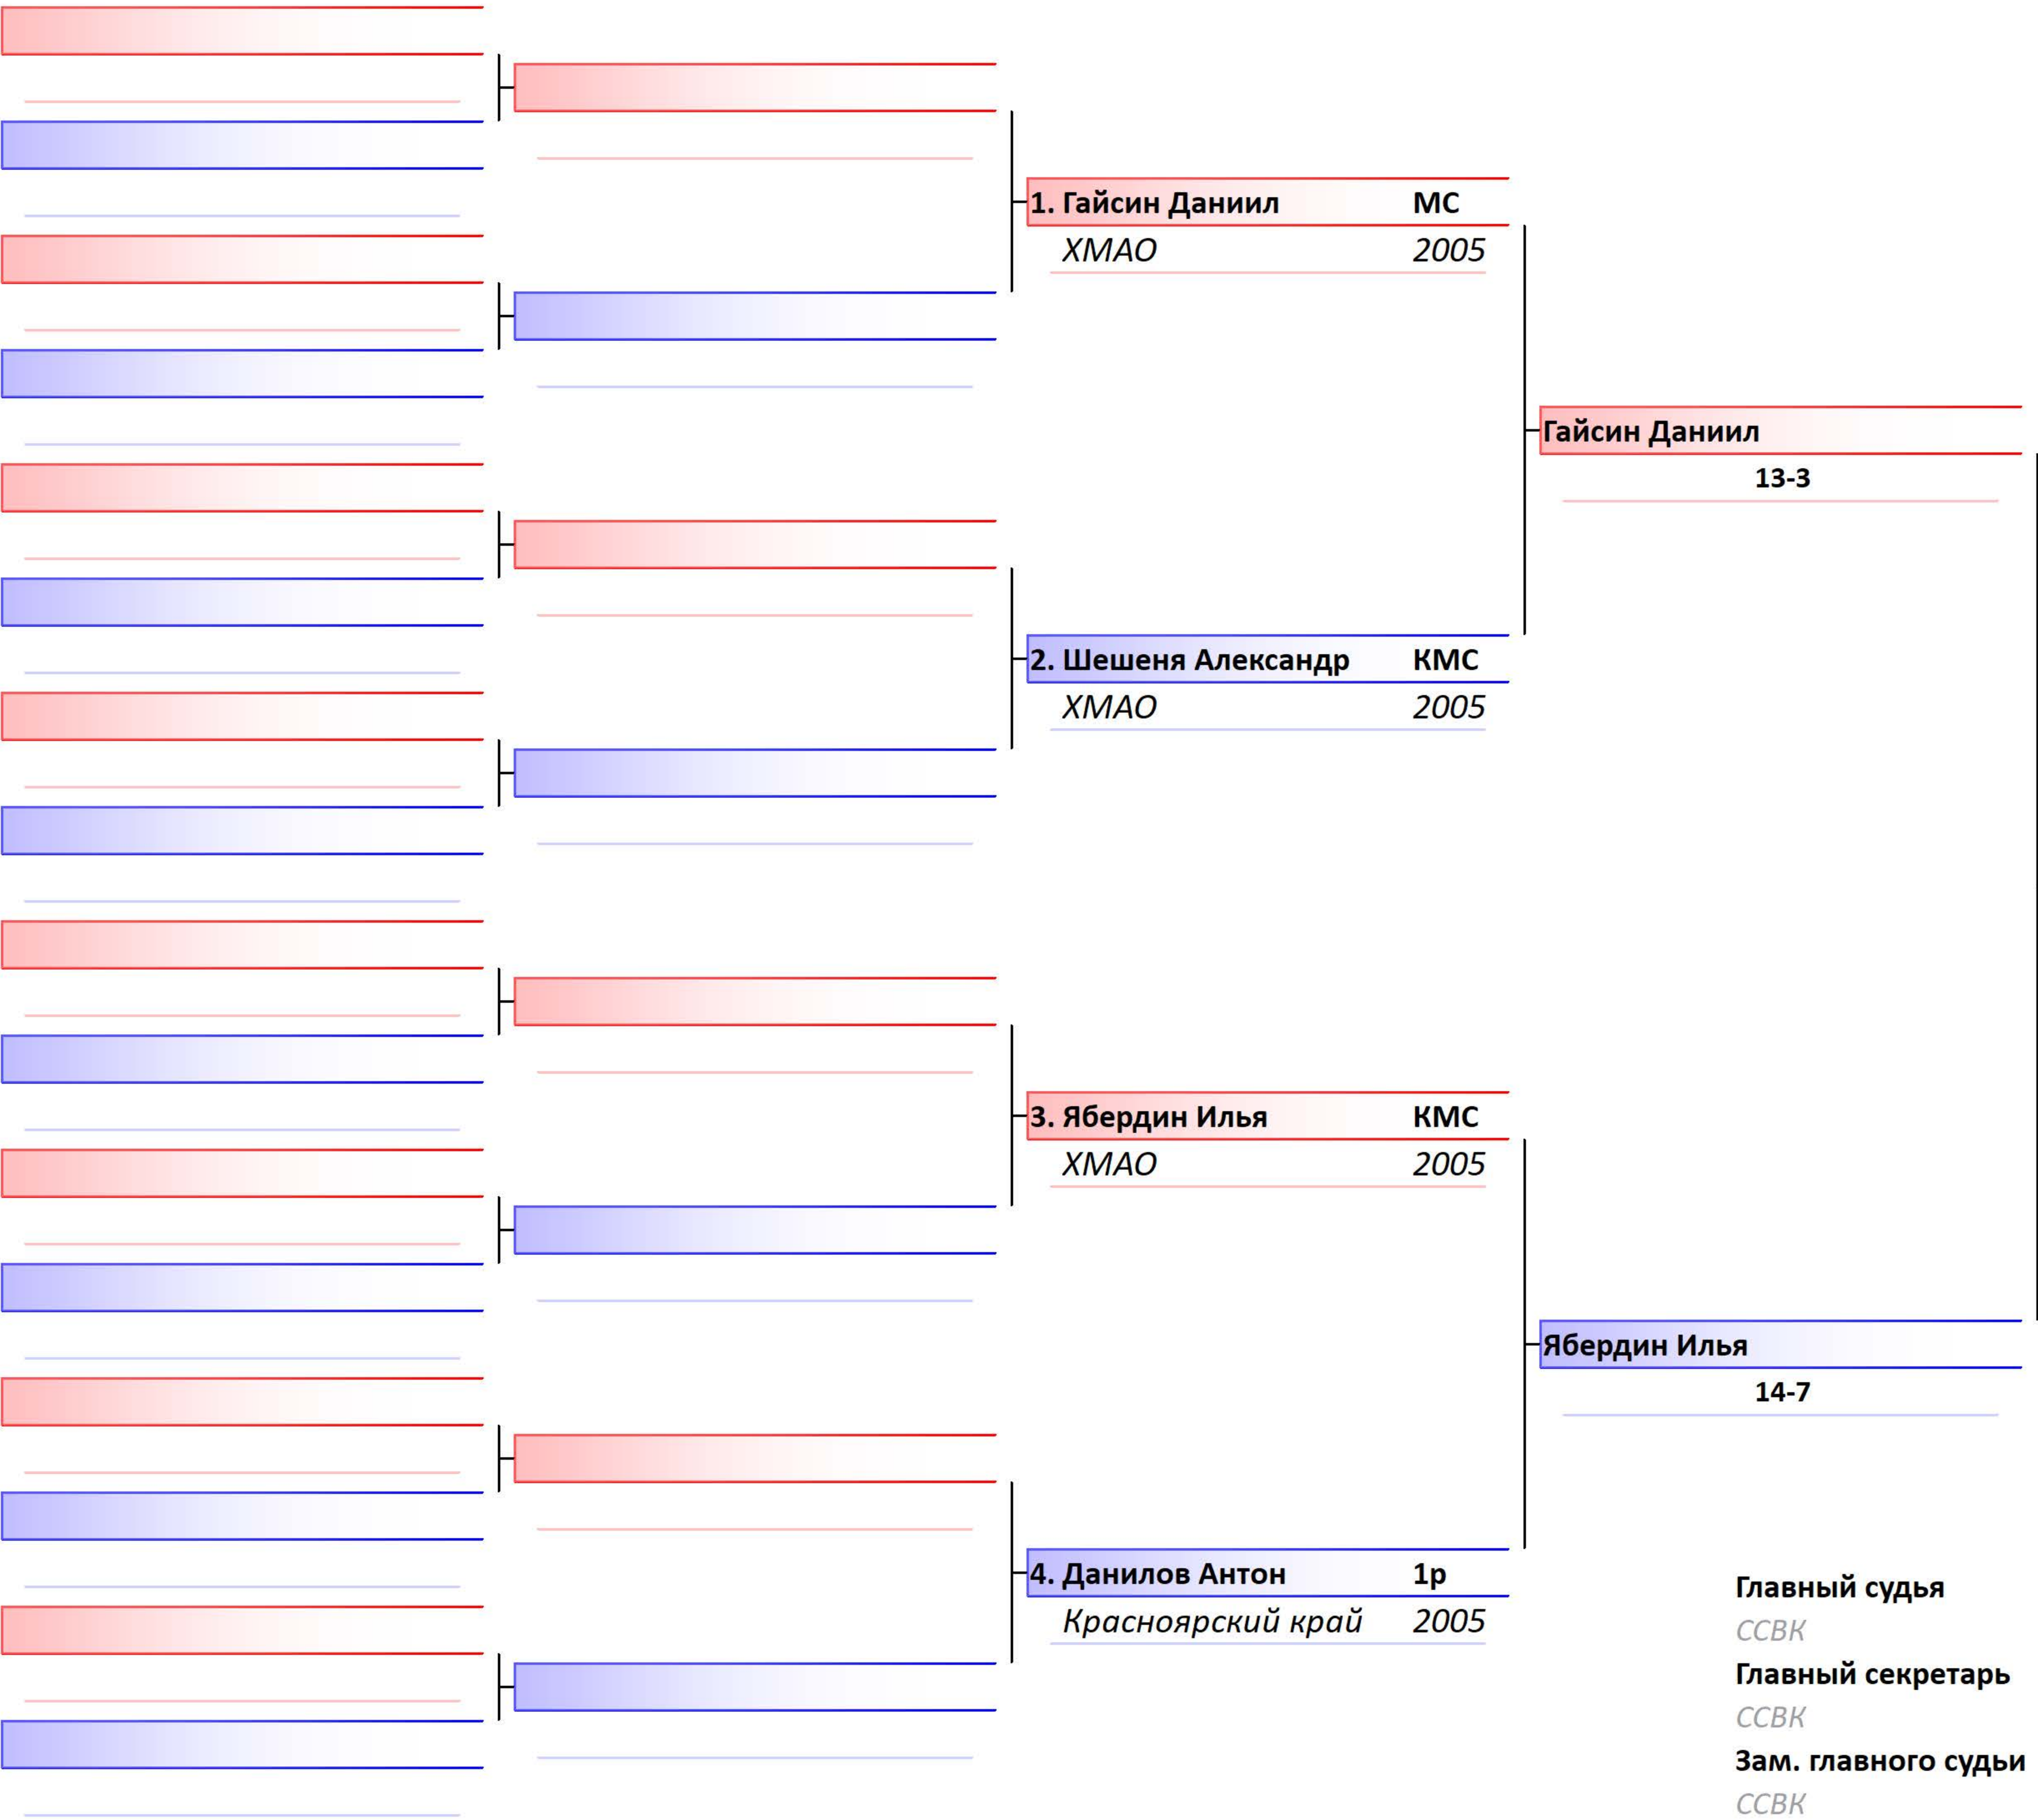 1. Гайсин Даниил МС
ХМАО 2005
Гайсин Даниил
13-3
2. Шешеня Александр КМС
ХМАО 2005
3. Ябердин Илья КМС
ХМАО 2005
Ябердин Илья
14-7
4. Данилов Антон 1р
Красноярский край 2005
Главный судья
ССВК
Главный секретарь
ССВК
Зам. главного судьи
ССВК